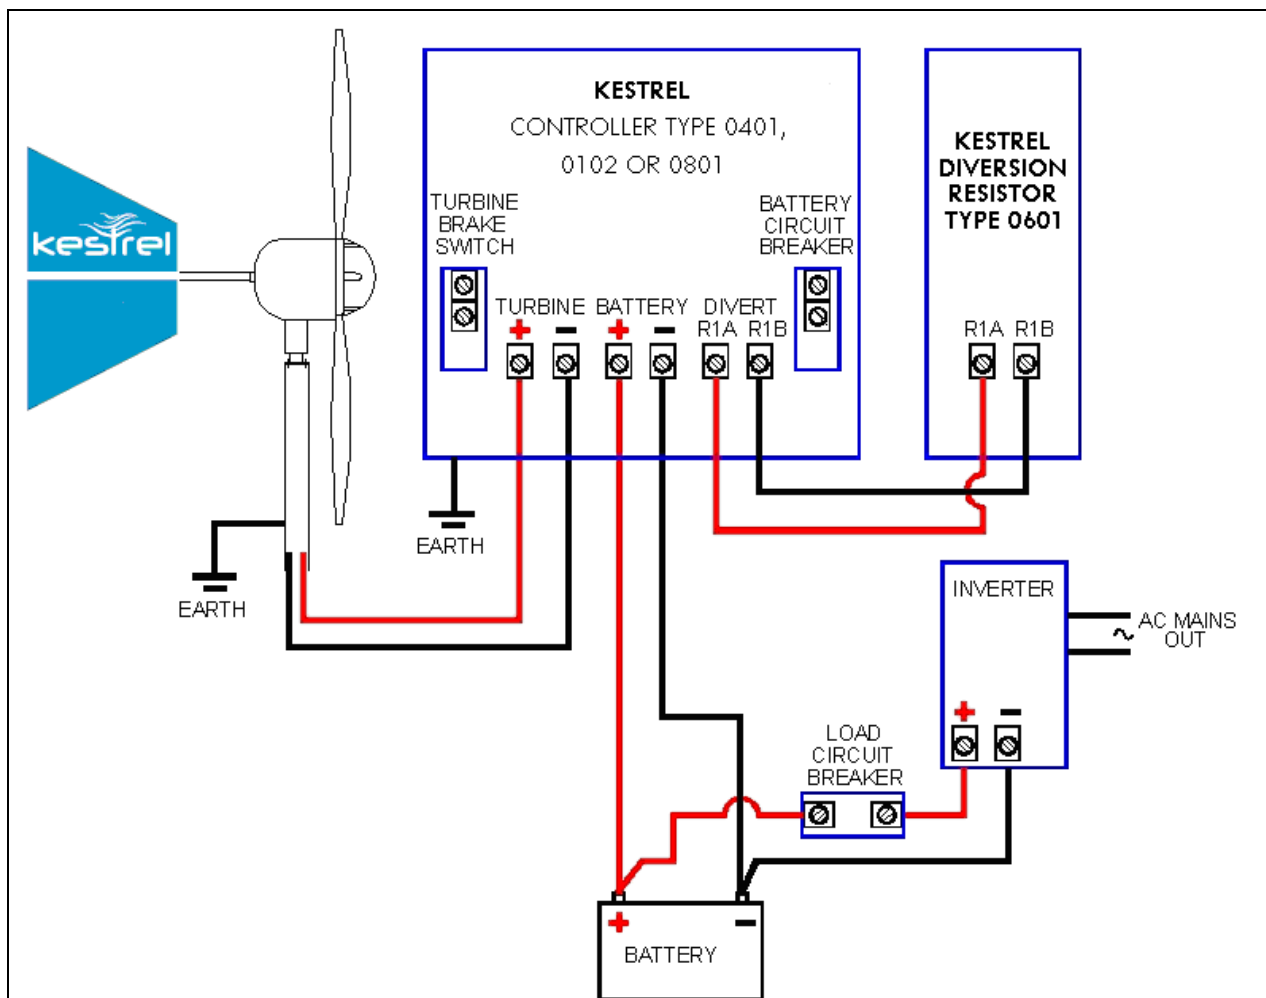 kestrel
KESTREL
CONTROLLER TYPE 0401,
0102 OR 0801
TURBINE
BRAKE
SWITCH
BATTERY
CIRCUIT
BREAKER
TURBINE
+ −
BATTERY
+ −
DIVERT
R1A R1B
KESTREL
DIVERSION
RESISTOR
TYPE 0601
R1A R1B
EARTH
EARTH
INVERTER
+ −
AC MAINS
~ OUT
LOAD
CIRCUIT
BREAKER
+ −
BATTERY